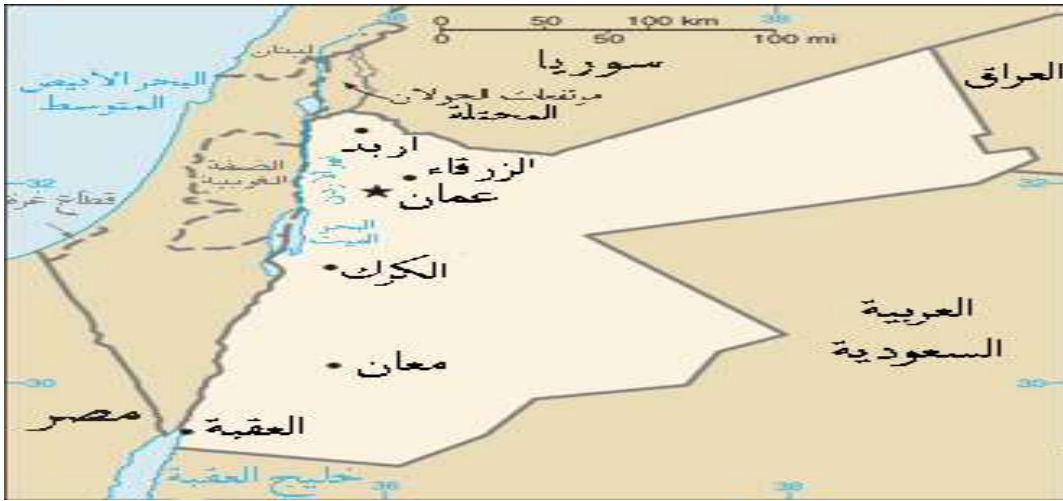 36
38
0 50 100 km
0 50 100 mi
لبنان
سوريا
العراق
البحر الأبيض
المتوسط
مرتفعات الجولان
المحتلة
اربد
الضفة
الغربية
الزرقاء
32
32
عمان
قطاع غزة
نهر
البحر
الميت
الكرك
العربية
السعودية
معان
30
30
مصر
العقبة
خليج العقبة
36
38